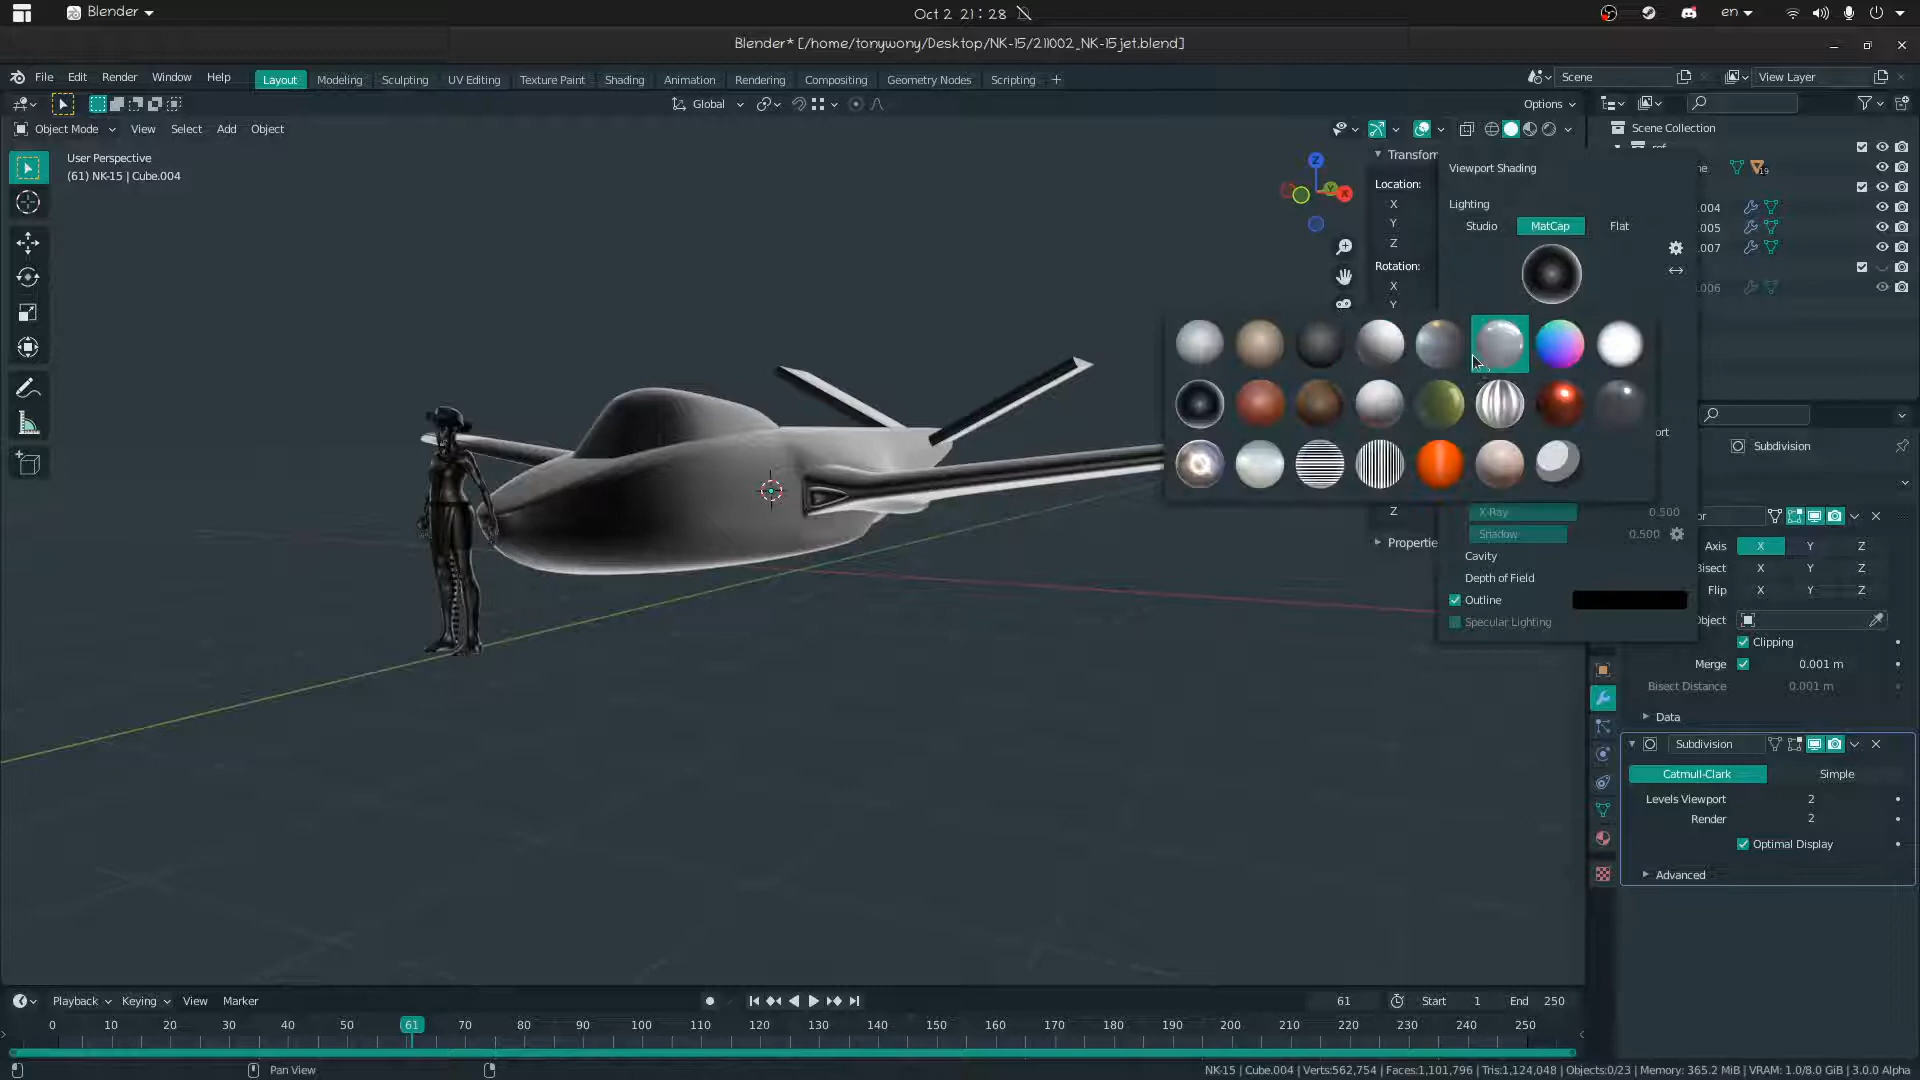 Blender
Oct 2 21:28
en
Blender* [/home/tonywony/Desktop/NK-15/211002_NK-15jet.blend]
File Edit Render Window Help
Layout Modeling Sculpting UV Editing Texture Paint Shading Animation Rendering Compositing Geometry Nodes Scripting +
Scene
View Layer
Global
Options
Object Mode View Select Add Object
Scene Collection
User Perspective
(61) NK-15 | Cube.004
Transform
Location:
X
Y
Z
Rotation:
X
Y
Z
Properties
Z
Y
X
Viewport Shading
Lighting
Studio MatCap Flat
X-Ray 0.500
Shadow 0.500
Cavity
Depth of Field
Outline
Specular Lighting
ref
ne
19
.004
.005
.007
.006
ort
Subdivision
or
Axis X Y Z
Bisect X Y Z
Flip X Y Z
Object
Clipping
Merge 0.001 m
Bisect Distance 0.001 m
Data
Subdivision
Catmull-Clark Simple
Levels Viewport 2
Render 2
Optimal Display
Advanced
Playback Keying View Marker
61 Start 1 End 250
0 10 20 30 40 50 61 70 80 90 100 110 120 130 140 150 160 170 180 190 200 210 220 230 240 250
Pan View
NK-15 | Cube.004 | Verts:562,754 | Faces:1,101,796 | Tris:1,124,048 | Objects:0/23 | Memory: 365.2 MiB | VRAM: 1.0/8.0 GiB | 3.0.0 Alpha